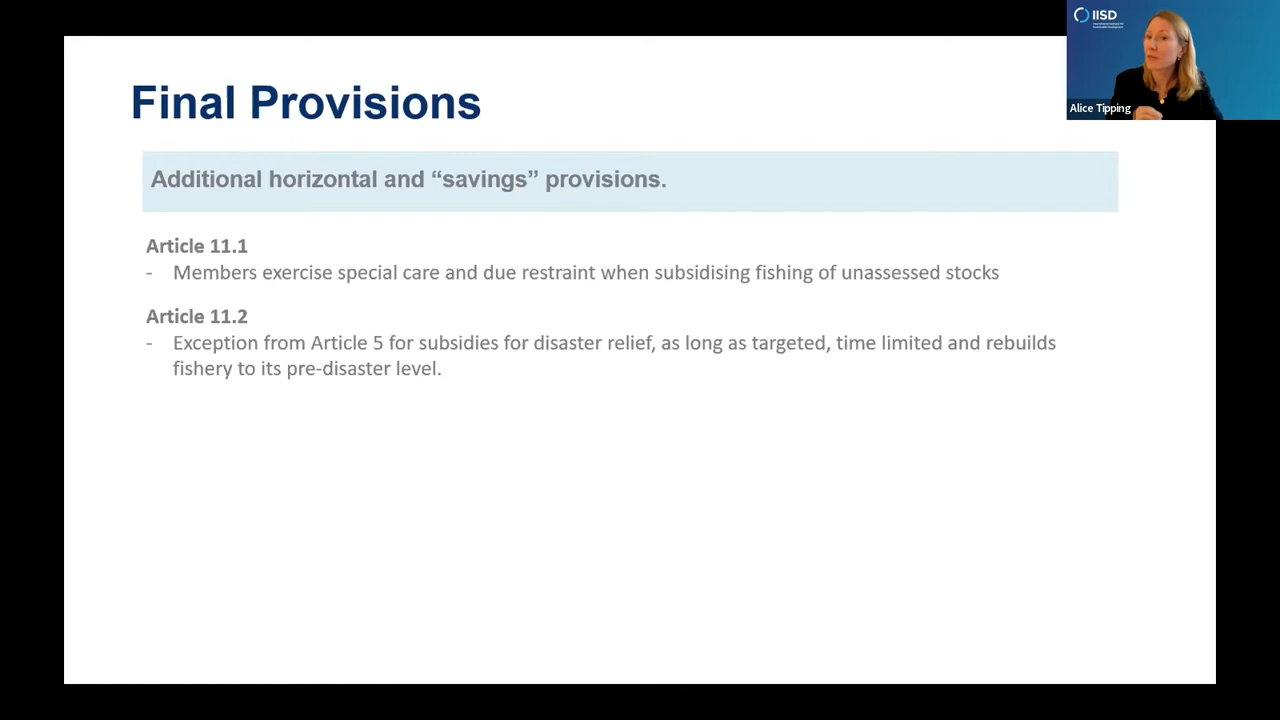 Final Provisions
Additional horizontal and “savings” provisions.
Article 11.1
- Members exercise special care and due restraint when subsidising fishing of unassessed stocks
Article 11.2
- Exception from Article 5 for subsidies for disaster relief, as long as targeted, time limited and rebuilds
fishery to its pre-disaster level.
IISD
Alice Tipping